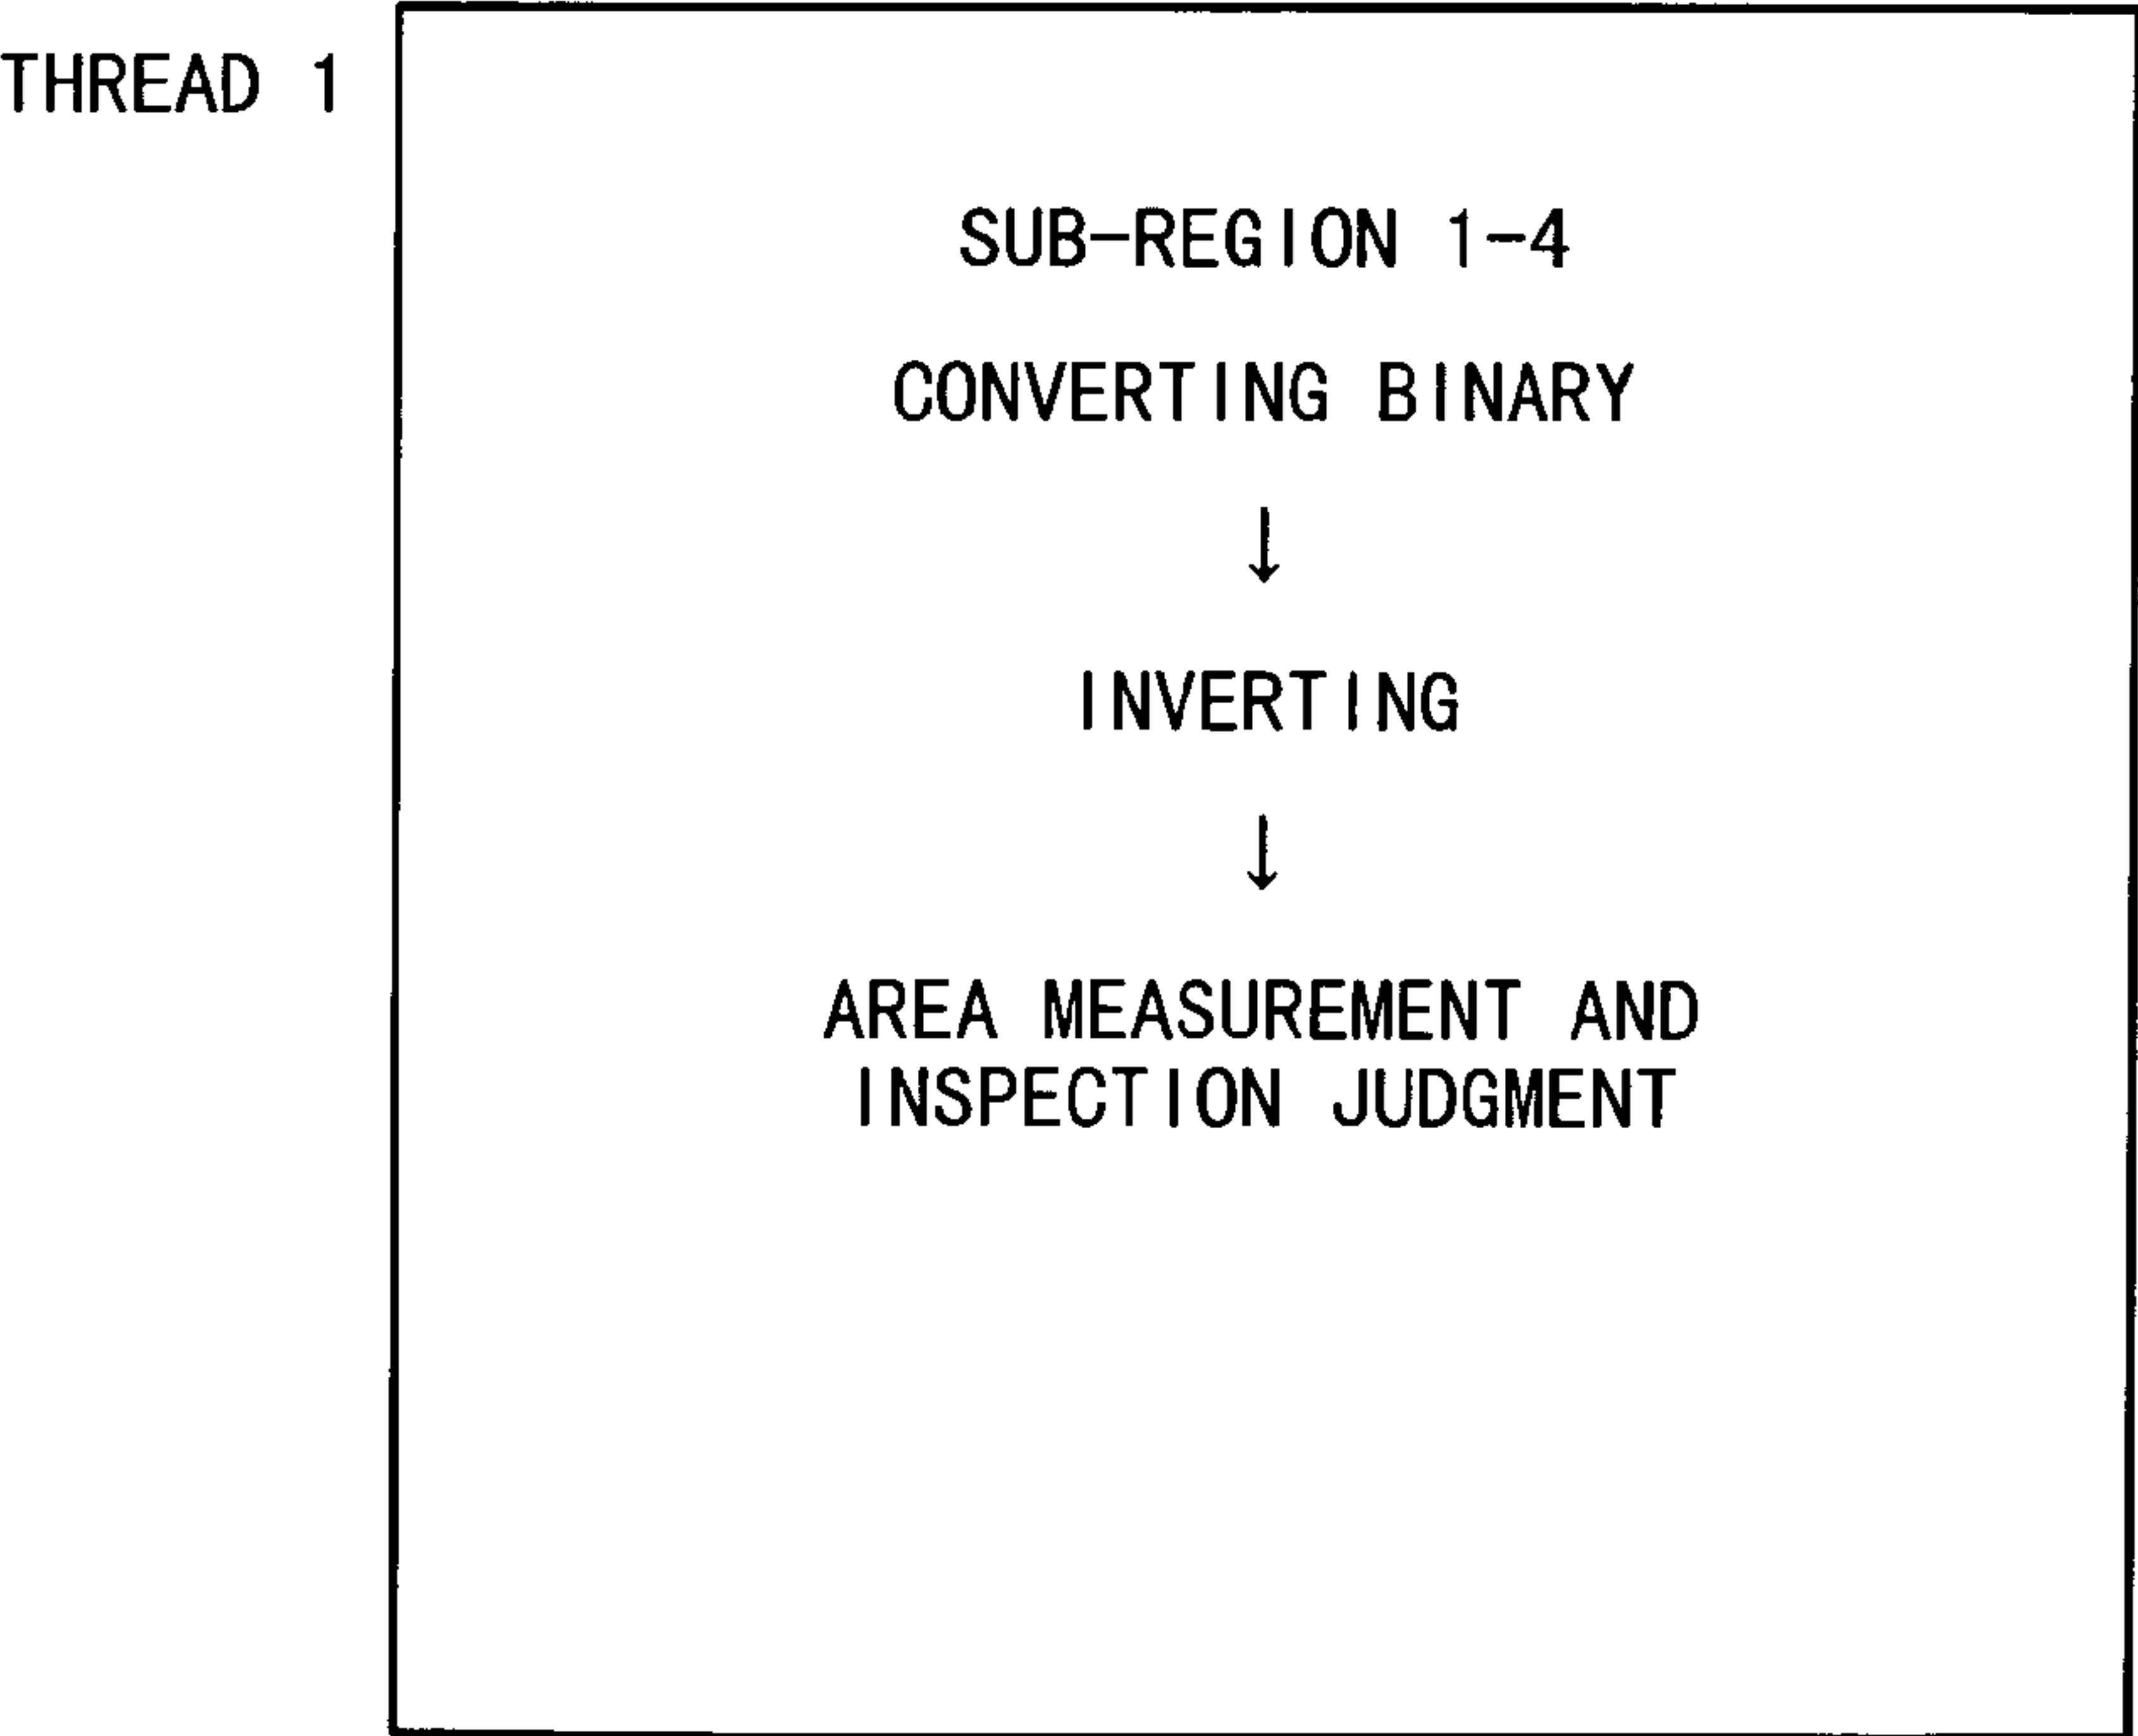 THREAD 1
SUB-REGION 1-4
CONVERTING BINARY
↓
INVERTING
↓
AREA MEASUREMENT AND
INSPECTION JUDGMENT